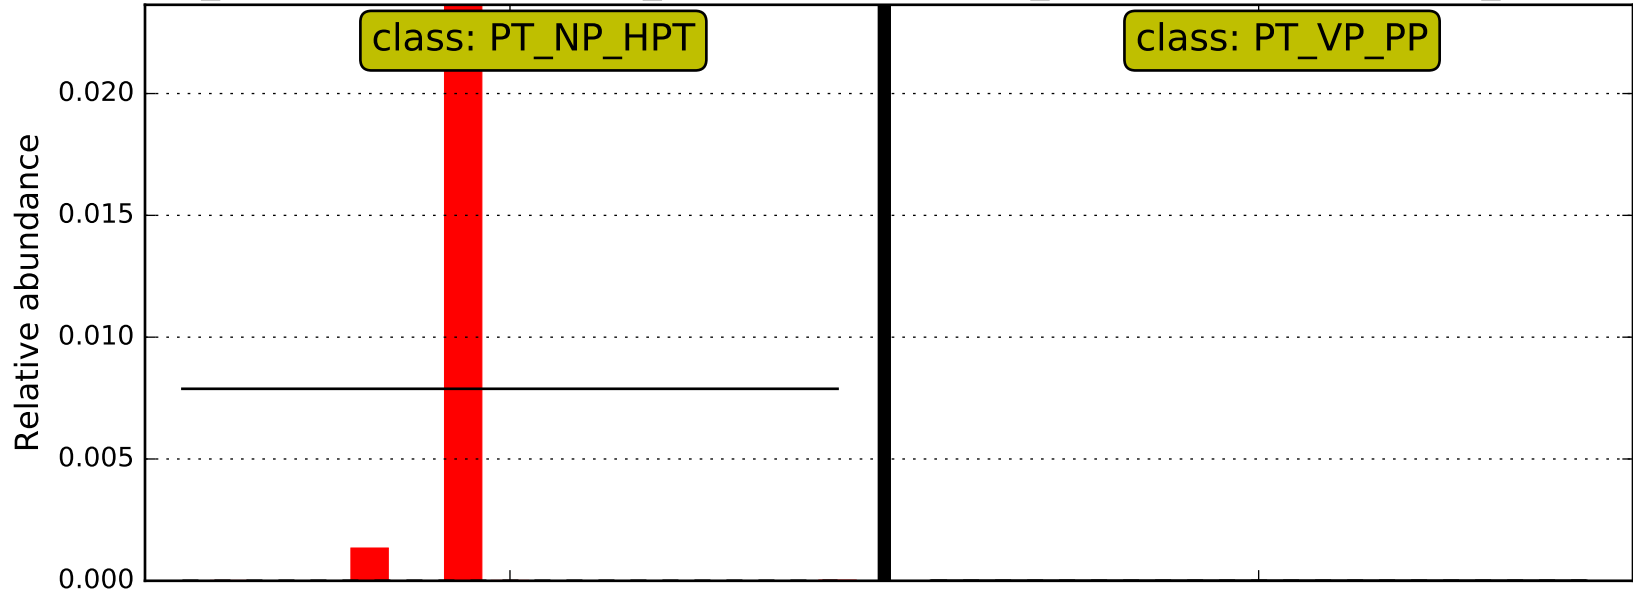 class: PT_NP_HPT
class: PT_VP_PP
Relative abundance
0.020
0.015
0.010
0.005
0.000